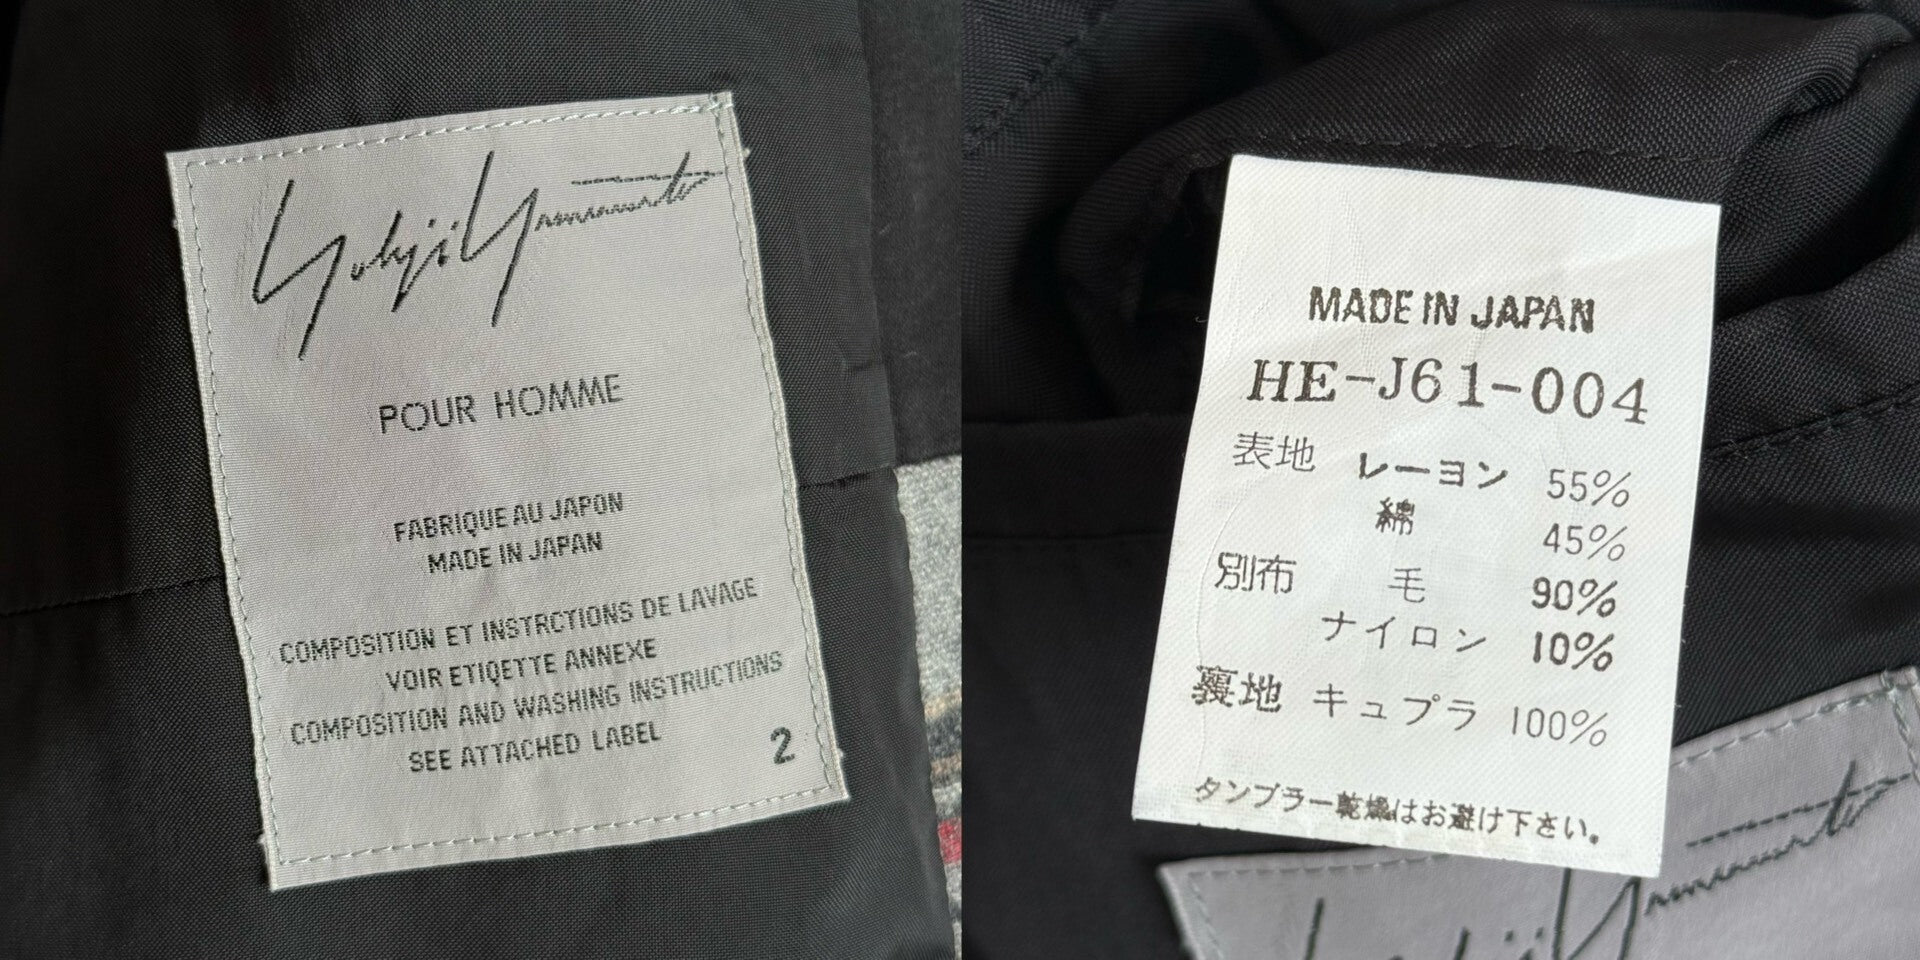 Yohji Yamamoto
POUR HOMME
FABRIQUE AU JAPON
MADE IN JAPAN
COMPOSITION ET INSTRCTIONS DE LAVAGE
VOIR ETIQETTE ANNEXE
COMPOSITION AND WASHING INSTRUCTIONS
SEE ATTACHED LABEL
2
MADE IN JAPAN
HE-J61-004
表地 レーヨン 55%
綿 45%
別布 毛 90%
ナイロン 10%
裏地 キュプラ 100%
タンブラー乾燥はお避け下さい。
Yohji Yamamoto